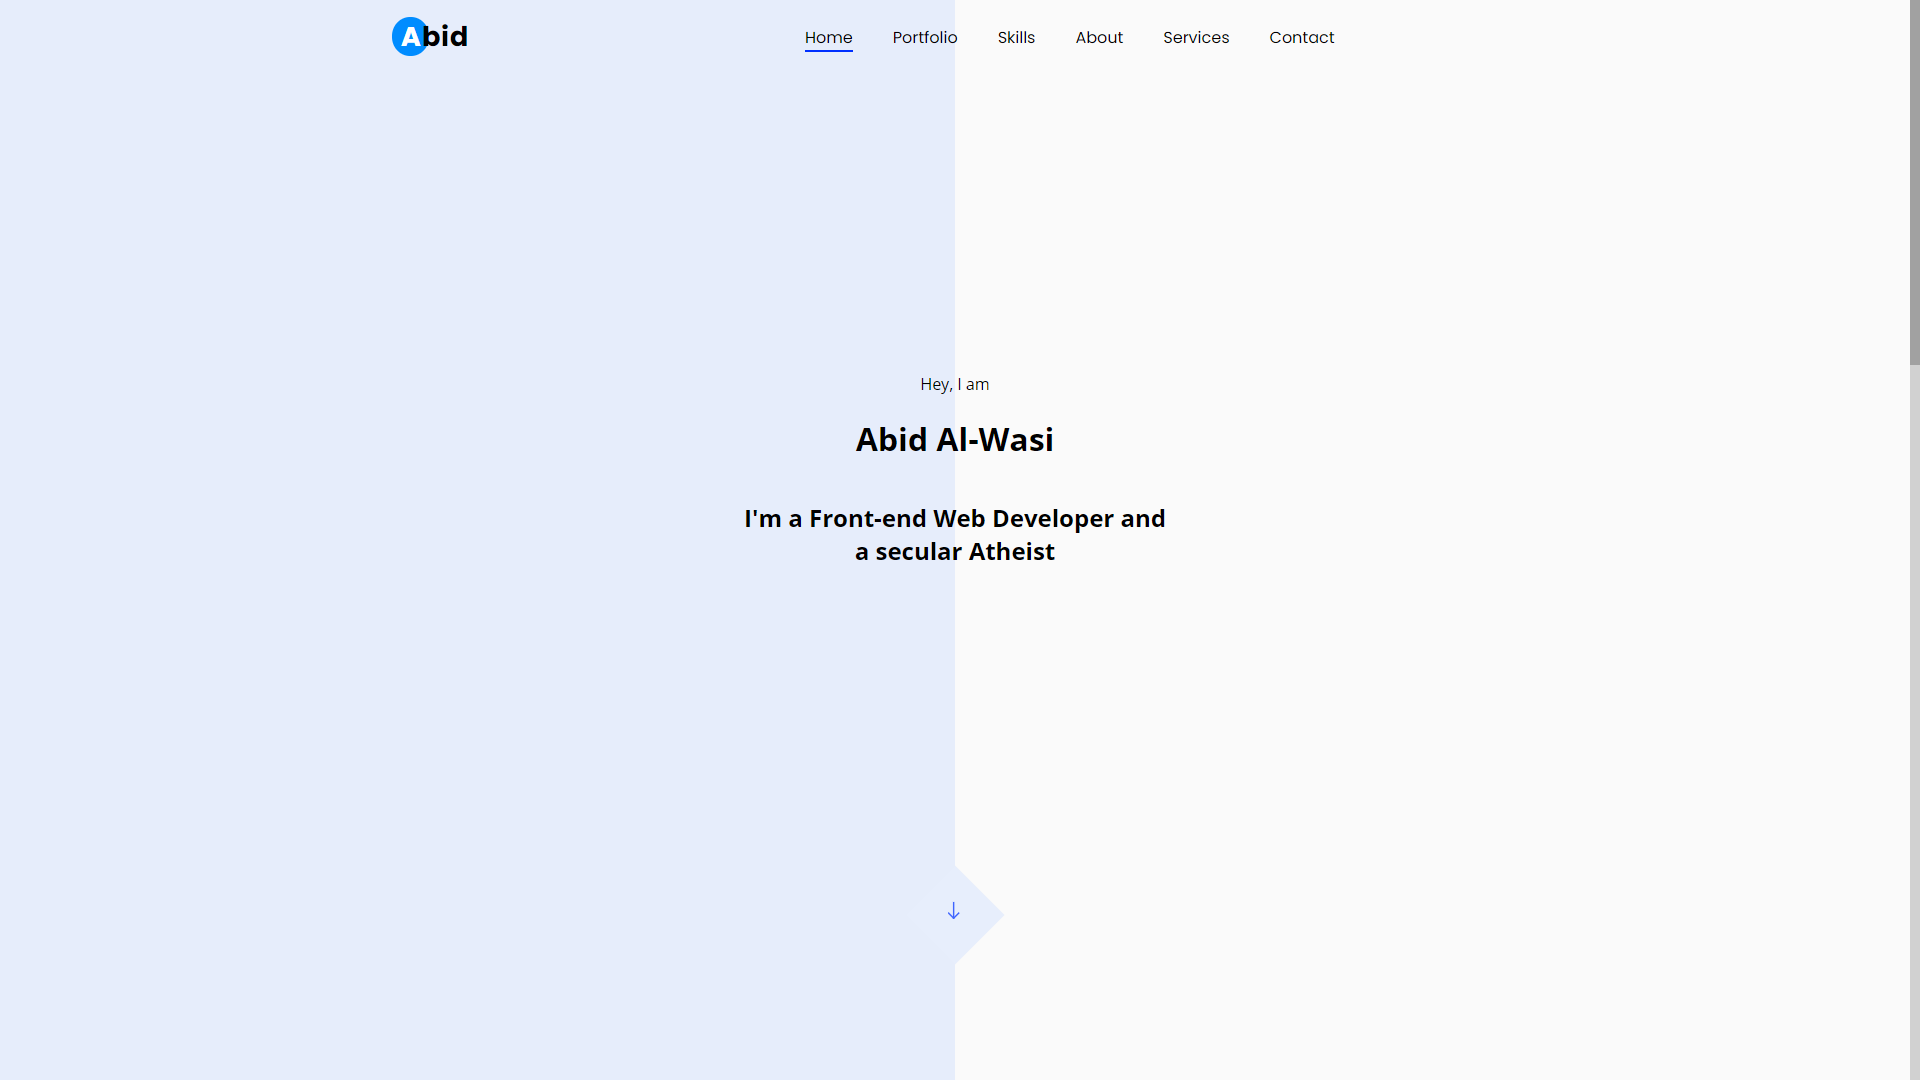 Abid
Home Portfolio Skills About Services Contact
Hey, I am
Abid Al-Wasi
I'm a Front-end Web Developer and
a secular Atheist